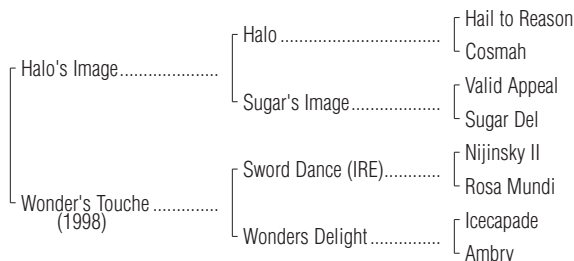 Hail to Reason
Halo
Cosmah
Halo's Image
Valid Appeal
Sugar's Image
Sugar Del
Nijinsky II
Sword Dance (IRE)
Rosa Mundi
Wonder's Touche
(1998)
Icecapade
Wonders Delight
Ambry